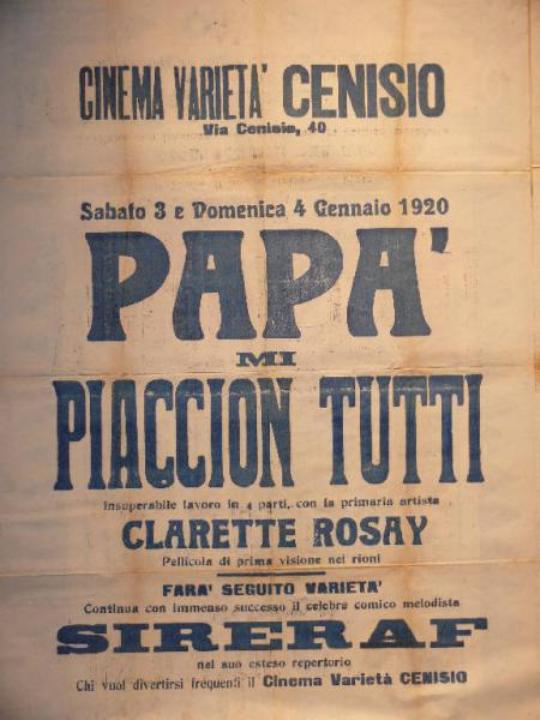 CINEMA VARIETA' CENISIO
Via Cenisio, 40
Sabato 3 e Domenica 4 Gennaio 1920
PAPA'
MI
PIACCION TUTTI
Insuperabile lavoro in 4 parti, con la primaria artista
CLARETTE ROSAY
Pellicola di prima visione nei rioni
FARA' SEGUITO VARIETA'
Continua con immenso successo il celebre comico melodista
SIRERAF
nel suo esteso repertorio
Chi vuol divertirsi frequenti il Cinema Varietà CENISIO